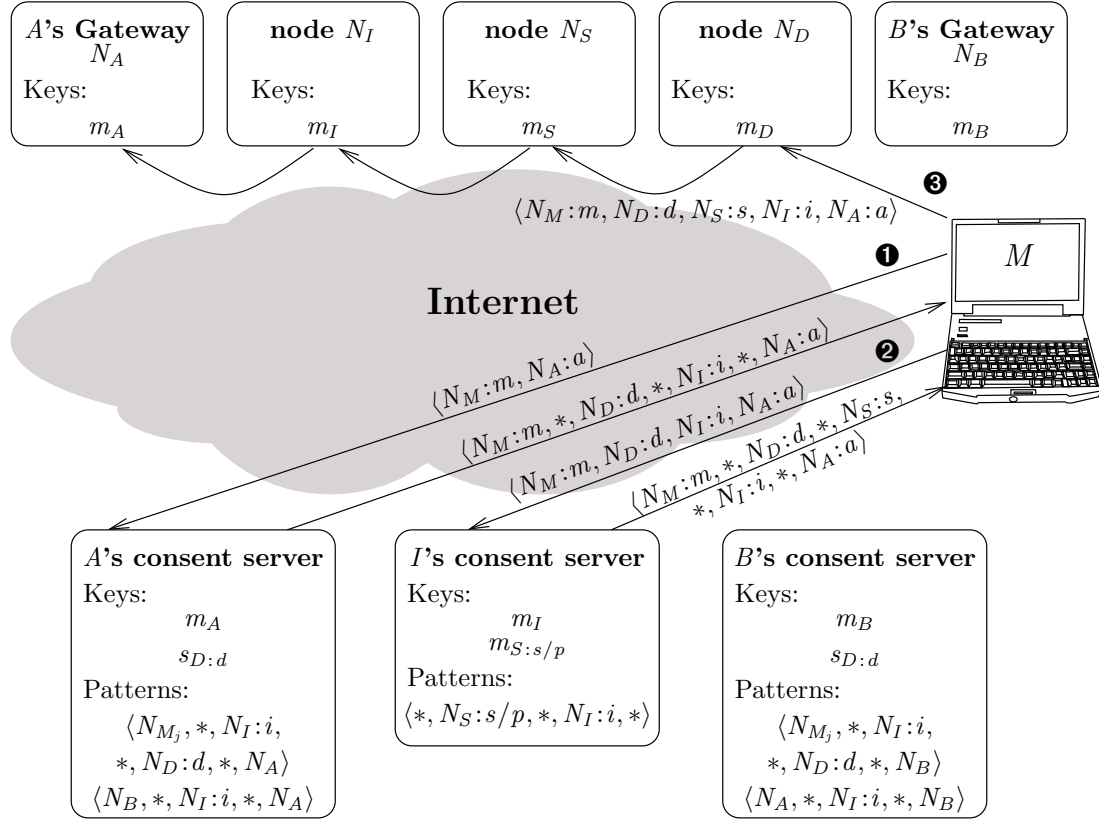 A's Gateway
N_A
Keys:
m_A
node N_I
Keys:
m_I
node N_S
Keys:
m_S
node N_D
Keys:
m_D
B's Gateway
N_B
Keys:
m_B
❸
⟨N_M:m, N_D:d, N_S:s, N_I:i, N_A:a⟩
❶
M
Internet
❷
⟨N_M:m, N_A:a⟩
⟨N_M:m, *, N_D:d, *, N_I:i, *, N_A:a⟩
⟨N_M:m, N_D:d, N_I:i, N_A:a⟩
⟨N_M:m, *, N_D:d, *, N_S:s,
*, N_I:i, *, N_A:a⟩
A's consent server
Keys:
m_A
s_{D:d}
Patterns:
⟨N_{M_j}, *, N_I:i,
*, N_D:d, *, N_A⟩
⟨N_B, *, N_I:i, *, N_A⟩
I's consent server
Keys:
m_I
m_{S:s/p}
Patterns:
⟨*, N_S:s/p, *, N_I:i, *⟩
B's consent server
Keys:
m_B
s_{D:d}
Patterns:
⟨N_{M_j}, *, N_I:i,
*, N_D:d, *, N_B⟩
⟨N_A, *, N_I:i, *, N_B⟩